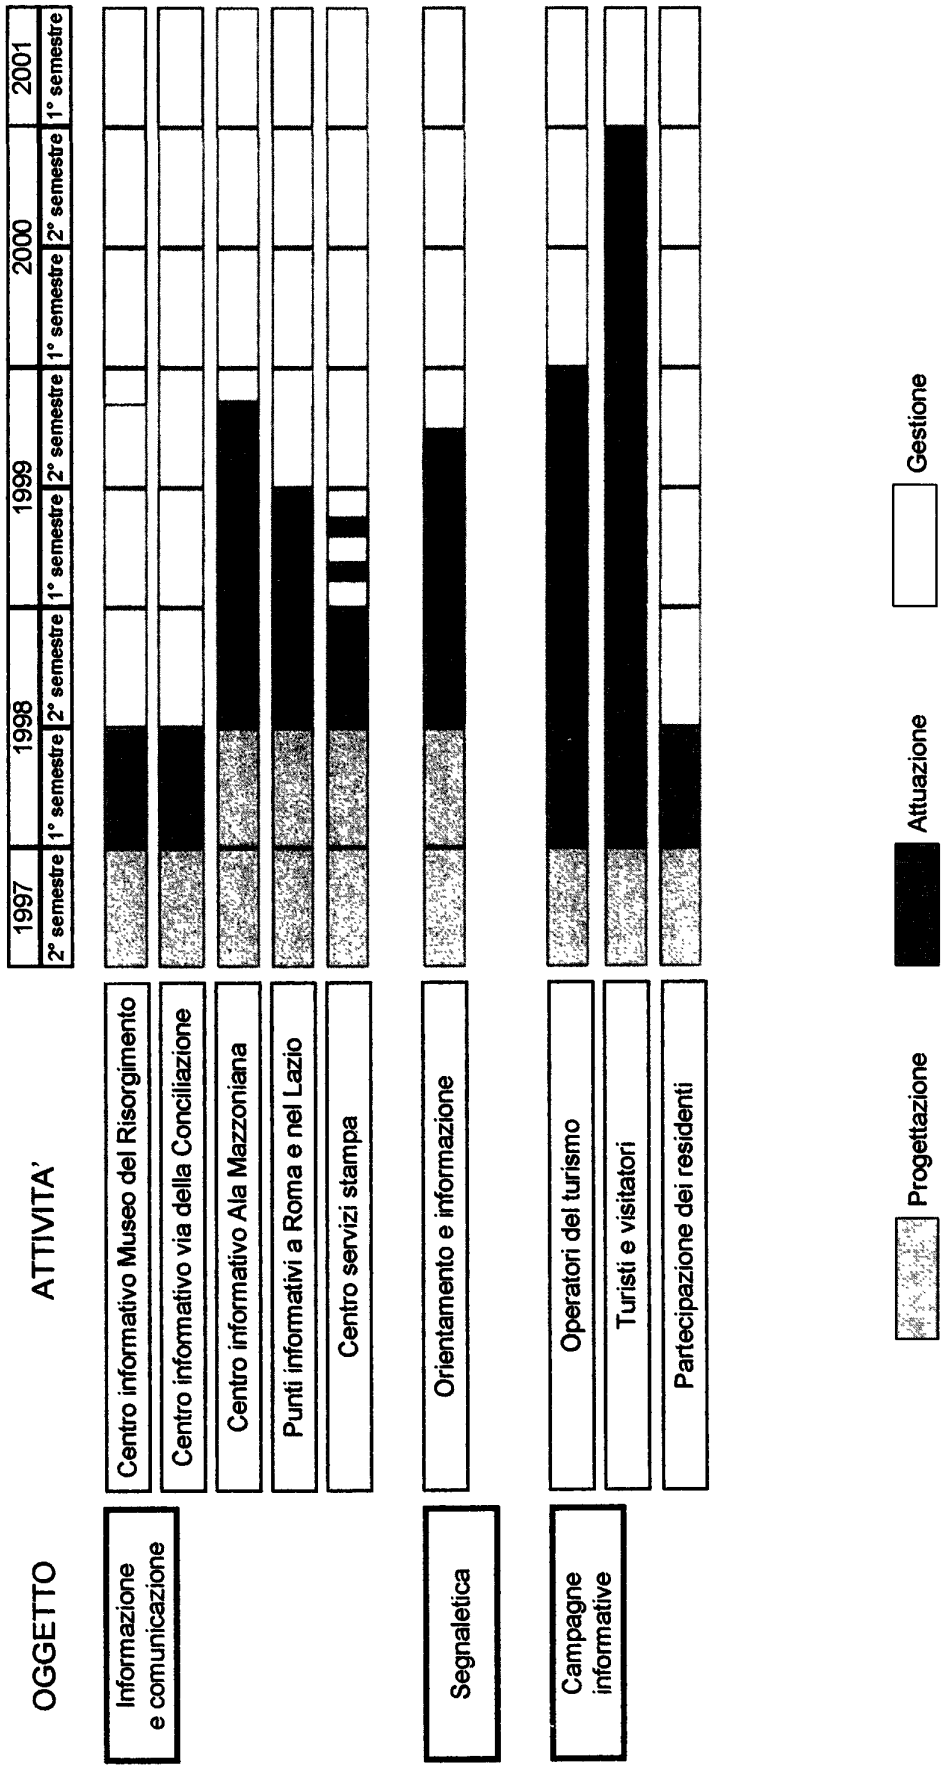 OGGETTO
ATTIVITA'
1997
1998
1999
2000
2001
2° semestre
1° semestre
2° semestre
1° semestre
2° semestre
1° semestre
2° semestre
1° semestre
Informazione
e comunicazione
Centro informativo Museo del Risorgimento
Centro informativo via della Conciliazione
Centro informativo Ala Mazzoniana
Punti informativi a Roma e nel Lazio
Centro servizi stampa
Segnaletica
Orientamento e informazione
Campagne
informative
Operatori del turismo
Turisti e visitatori
Partecipazione dei residenti
Progettazione
Attuazione
Gestione